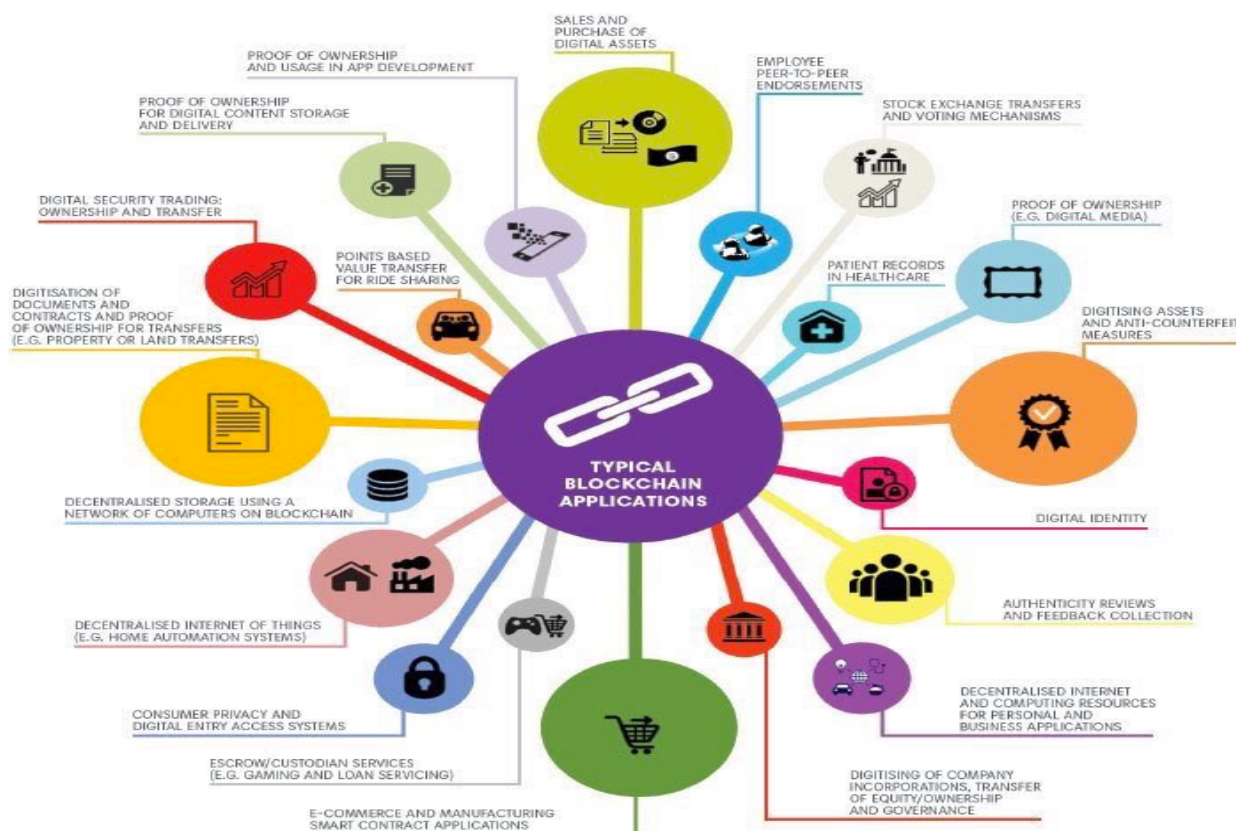 SALES AND
PURCHASE OF
DIGITAL ASSETS
PROOF OF OWNERSHIP
AND USAGE IN APP DEVELOPMENT
EMPLOYEE
PEER-TO-PEER
ENDORSEMENTS
PROOF OF OWNERSHIP
FOR DIGITAL CONTENT STORAGE
AND DELIVERY
STOCK EXCHANGE TRANSFERS
AND VOTING MECHANISMS
DIGITAL SECURITY TRADING:
OWNERSHIP AND TRANSFER
PROOF OF OWNERSHIP
(E.G. DIGITAL MEDIA)
POINTS BASED
VALUE TRANSFER
FOR RIDE SHARING
PATIENT RECORDS
IN HEALTHCARE
DIGITISATION OF
DOCUMENTS AND
CONTRACTS AND PROOF
OF OWNERSHIP FOR TRANSFERS
(E.G. PROPERTY OR LAND TRANSFERS)
DIGITISING ASSETS
AND ANTI-COUNTERFEIT
MEASURES
TYPICAL
BLOCKCHAIN
APPLICATIONS
DECENTRALISED STORAGE USING A
NETWORK OF COMPUTERS ON BLOCKCHAIN
DIGITAL IDENTITY
DECENTRALISED INTERNET OF THINGS
(E.G. HOME AUTOMATION SYSTEMS)
AUTHENTICITY REVIEWS
AND FEEDBACK COLLECTION
CONSUMER PRIVACY AND
DIGITAL ENTRY ACCESS SYSTEMS
DECENTRALISED INTERNET
AND COMPUTING RESOURCES
FOR PERSONAL AND
BUSINESS APPLICATIONS
ESCROW/CUSTODIAN SERVICES
(E.G. GAMING AND LOAN SERVICING)
DIGITISING OF COMPANY
INCORPORATIONS, TRANSFER
OF EQUITY/OWNERSHIP
AND GOVERNANCE
E-COMMERCE AND MANUFACTURING
SMART CONTRACT APPLICATIONS